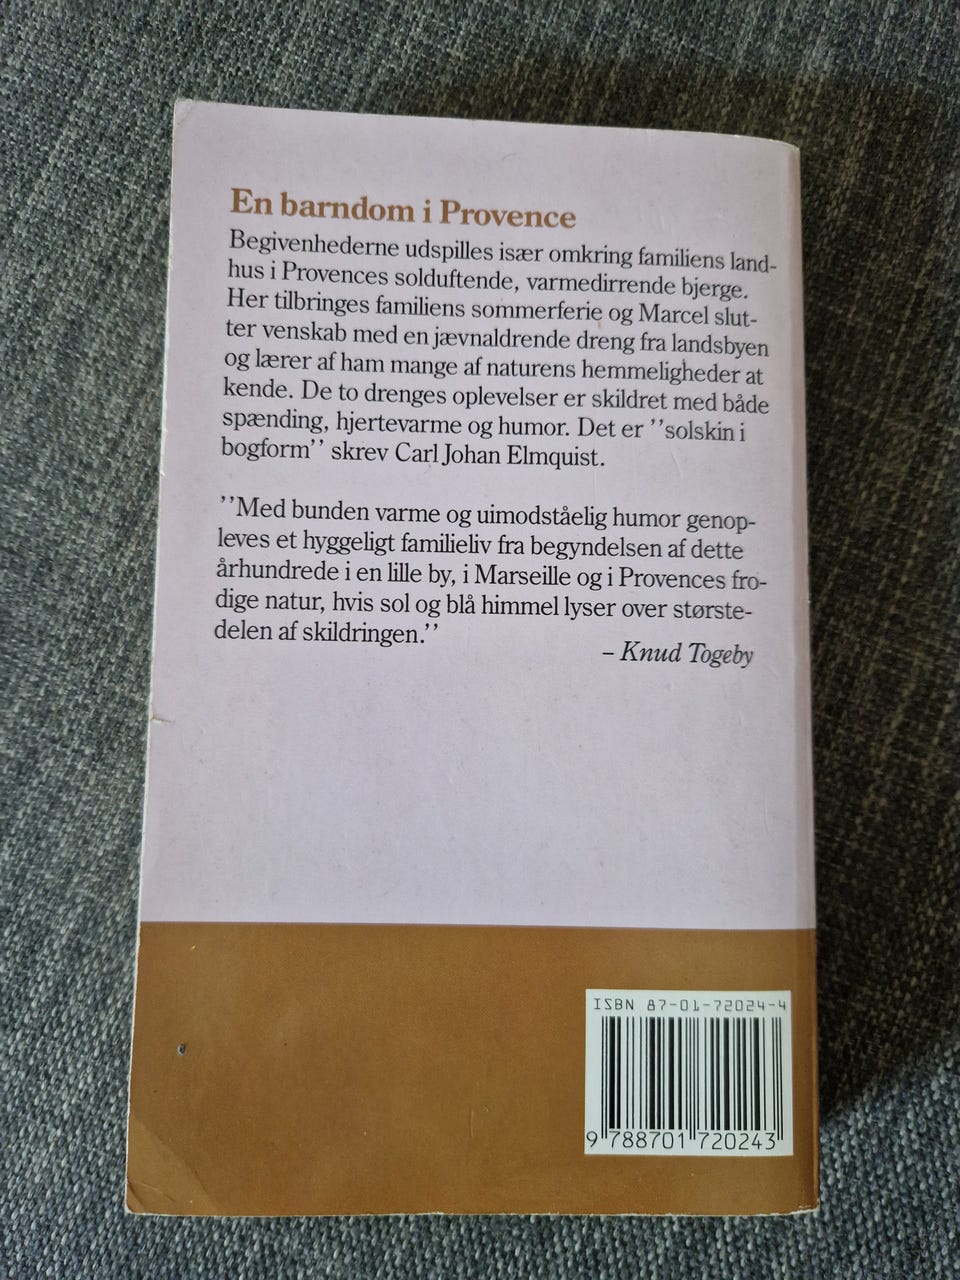 En barndom i Provence
Begivenhederne udspilles især omkring familiens land-
hus i Provences solduftende, varmedirrende bjerge.
Her tilbringes familiens sommerferie og Marcel slut-
ter venskab med en jævnaldrende dreng fra landsbyen
og lærer af ham mange af naturens hemmeligheder at
kende. De to drenges oplevelser er skildret med både
spænding, hjertevarme og humor. Det er ''solskin i
bogform'' skrev Carl Johan Elmquist.
''Med bunden varme og uimodståelig humor genop-
leves et hyggeligt familieliv fra begyndelsen af dette
århundrede i en lille by, i Marseille og i Provences fro-
dige natur, hvis sol og blå himmel lyser over største-
delen af skildringen.''
– Knud Togeby
ISBN 87-01-72024-4
9 788701 720243